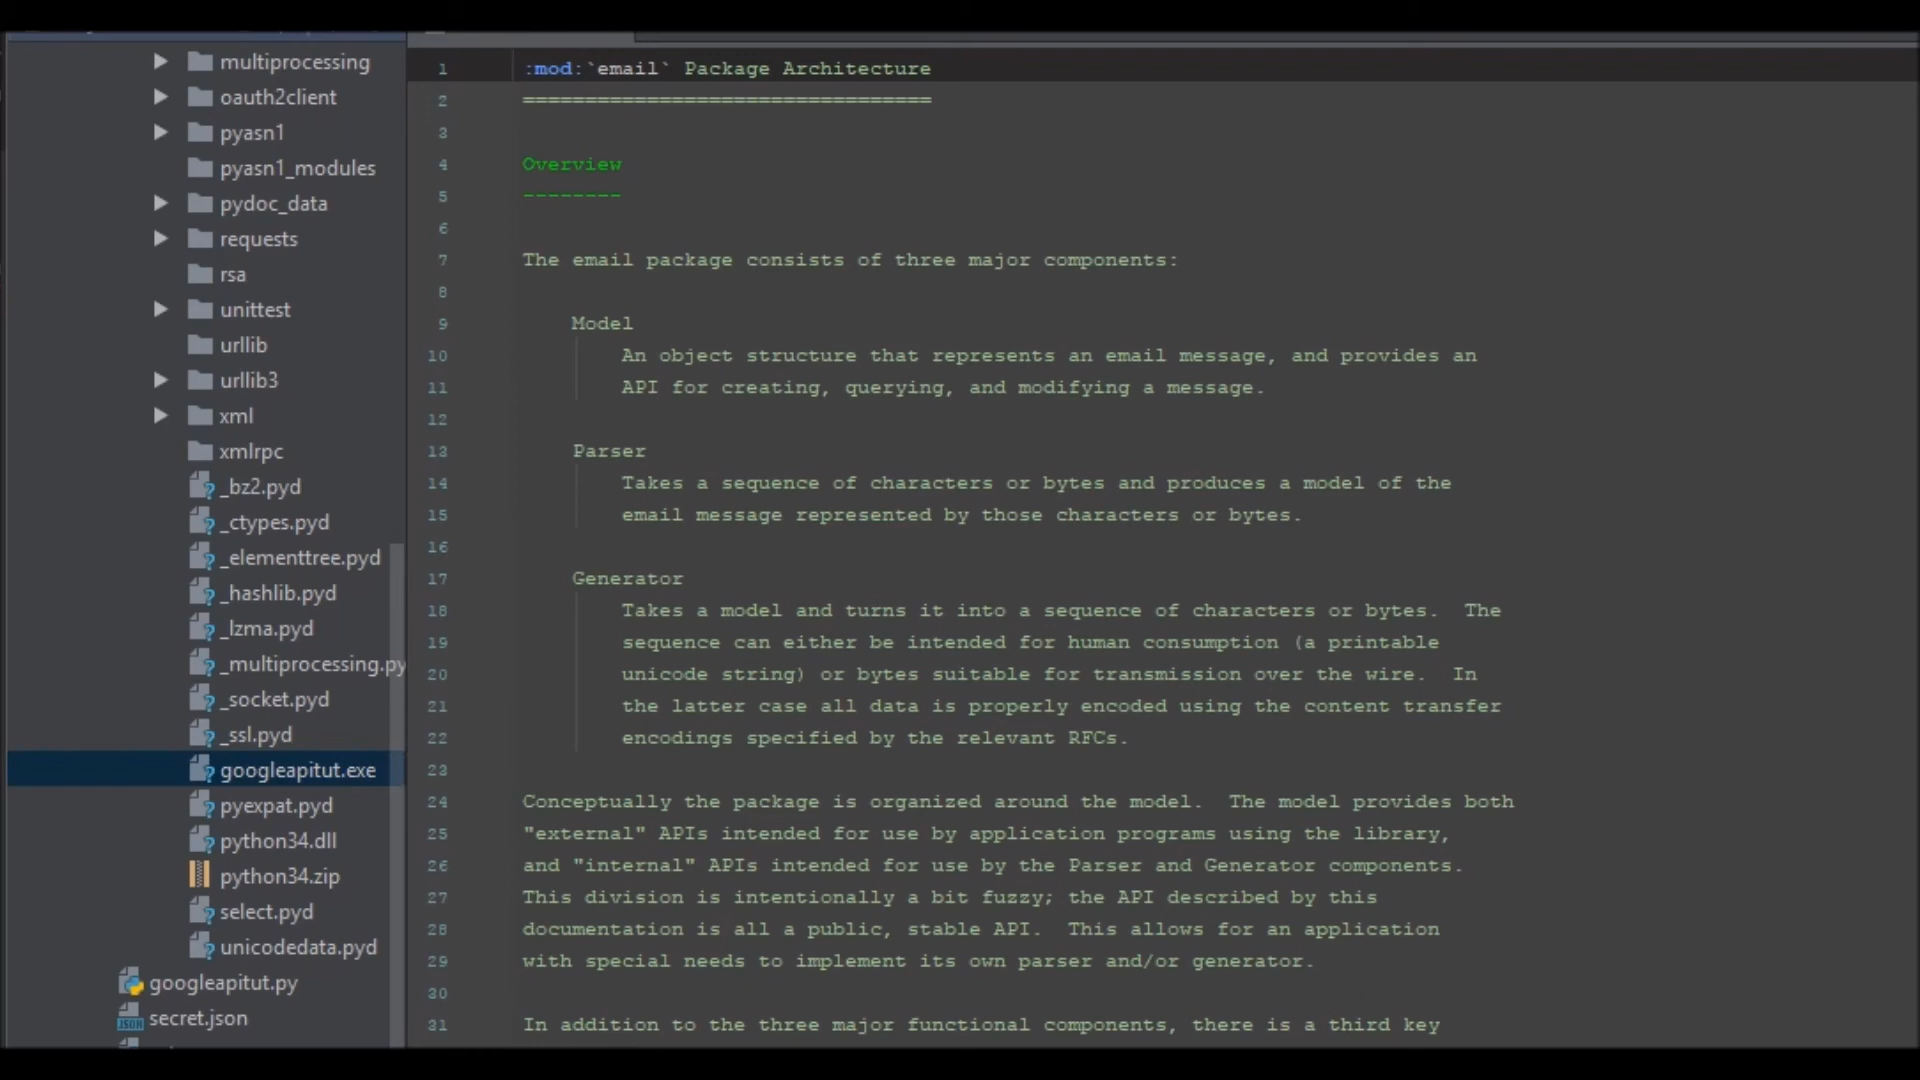 multiprocessing
oauth2client
pyasn1
pyasn1_modules
pydoc_data
requests
rsa
unittest
urllib
urllib3
xml
xmlrpc
_bz2.pyd
_ctypes.pyd
_elementtree.pyd
_hashlib.pyd
_lzma.pyd
_multiprocessing.py
_socket.pyd
_ssl.pyd
googleapitut.exe
pyexpat.pyd
python34.dll
python34.zip
select.pyd
unicodedata.pyd
googleapitut.py
JSON secret.json
1 :mod:`email` Package Architecture
2 =================================
3
4 Overview
5 --------
6
7 The email package consists of three major components:
8
9 Model
10 An object structure that represents an email message, and provides an
11 API for creating, querying, and modifying a message.
12
13 Parser
14 Takes a sequence of characters or bytes and produces a model of the
15 email message represented by those characters or bytes.
16
17 Generator
18 Takes a model and turns it into a sequence of characters or bytes.  The
19 sequence can either be intended for human consumption (a printable
20 unicode string) or bytes suitable for transmission over the wire.  In
21 the latter case all data is properly encoded using the content transfer
22 encodings specified by the relevant RFCs.
23
24 Conceptually the package is organized around the model.  The model provides both
25 "external" APIs intended for use by application programs using the library,
26 and "internal" APIs intended for use by the Parser and Generator components.
27 This division is intentionally a bit fuzzy; the API described by this
28 documentation is all a public, stable API.  This allows for an application
29 with special needs to implement its own parser and/or generator.
30
31 In addition to the three major functional components, there is a third key